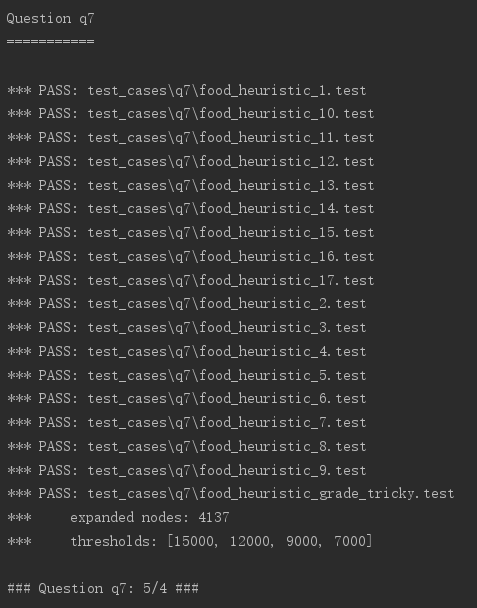 Question q7
===========
*** PASS: test_cases\q7\food_heuristic_1.test
*** PASS: test_cases\q7\food_heuristic_10.test
*** PASS: test_cases\q7\food_heuristic_11.test
*** PASS: test_cases\q7\food_heuristic_12.test
*** PASS: test_cases\q7\food_heuristic_13.test
*** PASS: test_cases\q7\food_heuristic_14.test
*** PASS: test_cases\q7\food_heuristic_15.test
*** PASS: test_cases\q7\food_heuristic_16.test
*** PASS: test_cases\q7\food_heuristic_17.test
*** PASS: test_cases\q7\food_heuristic_2.test
*** PASS: test_cases\q7\food_heuristic_3.test
*** PASS: test_cases\q7\food_heuristic_4.test
*** PASS: test_cases\q7\food_heuristic_5.test
*** PASS: test_cases\q7\food_heuristic_6.test
*** PASS: test_cases\q7\food_heuristic_7.test
*** PASS: test_cases\q7\food_heuristic_8.test
*** PASS: test_cases\q7\food_heuristic_9.test
*** PASS: test_cases\q7\food_heuristic_grade_tricky.test
***     expanded nodes: 4137
***     thresholds: [15000, 12000, 9000, 7000]
### Question q7: 5/4 ###